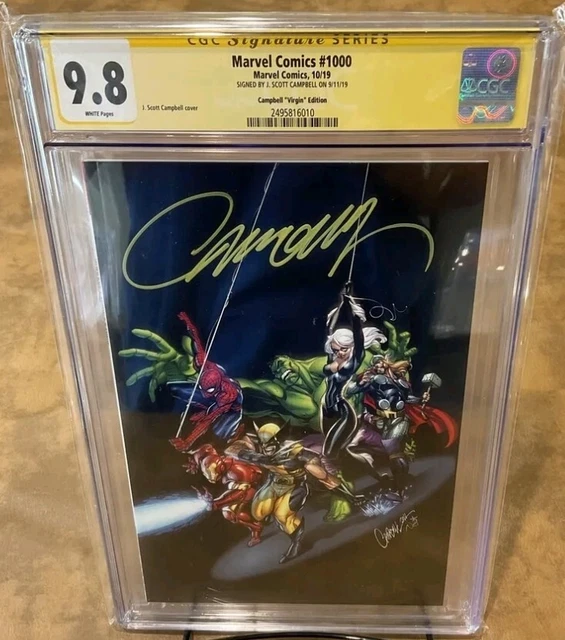 CGC Signature SERIES
9.8
WHITE Pages
Marvel Comics #1000
Marvel Comics, 10/19
SIGNED BY J. SCOTT CAMPBELL ON 9/11/19
J. Scott Campbell cover
Campbell "Virgin" Edition
2495816010
CGC
Campbell